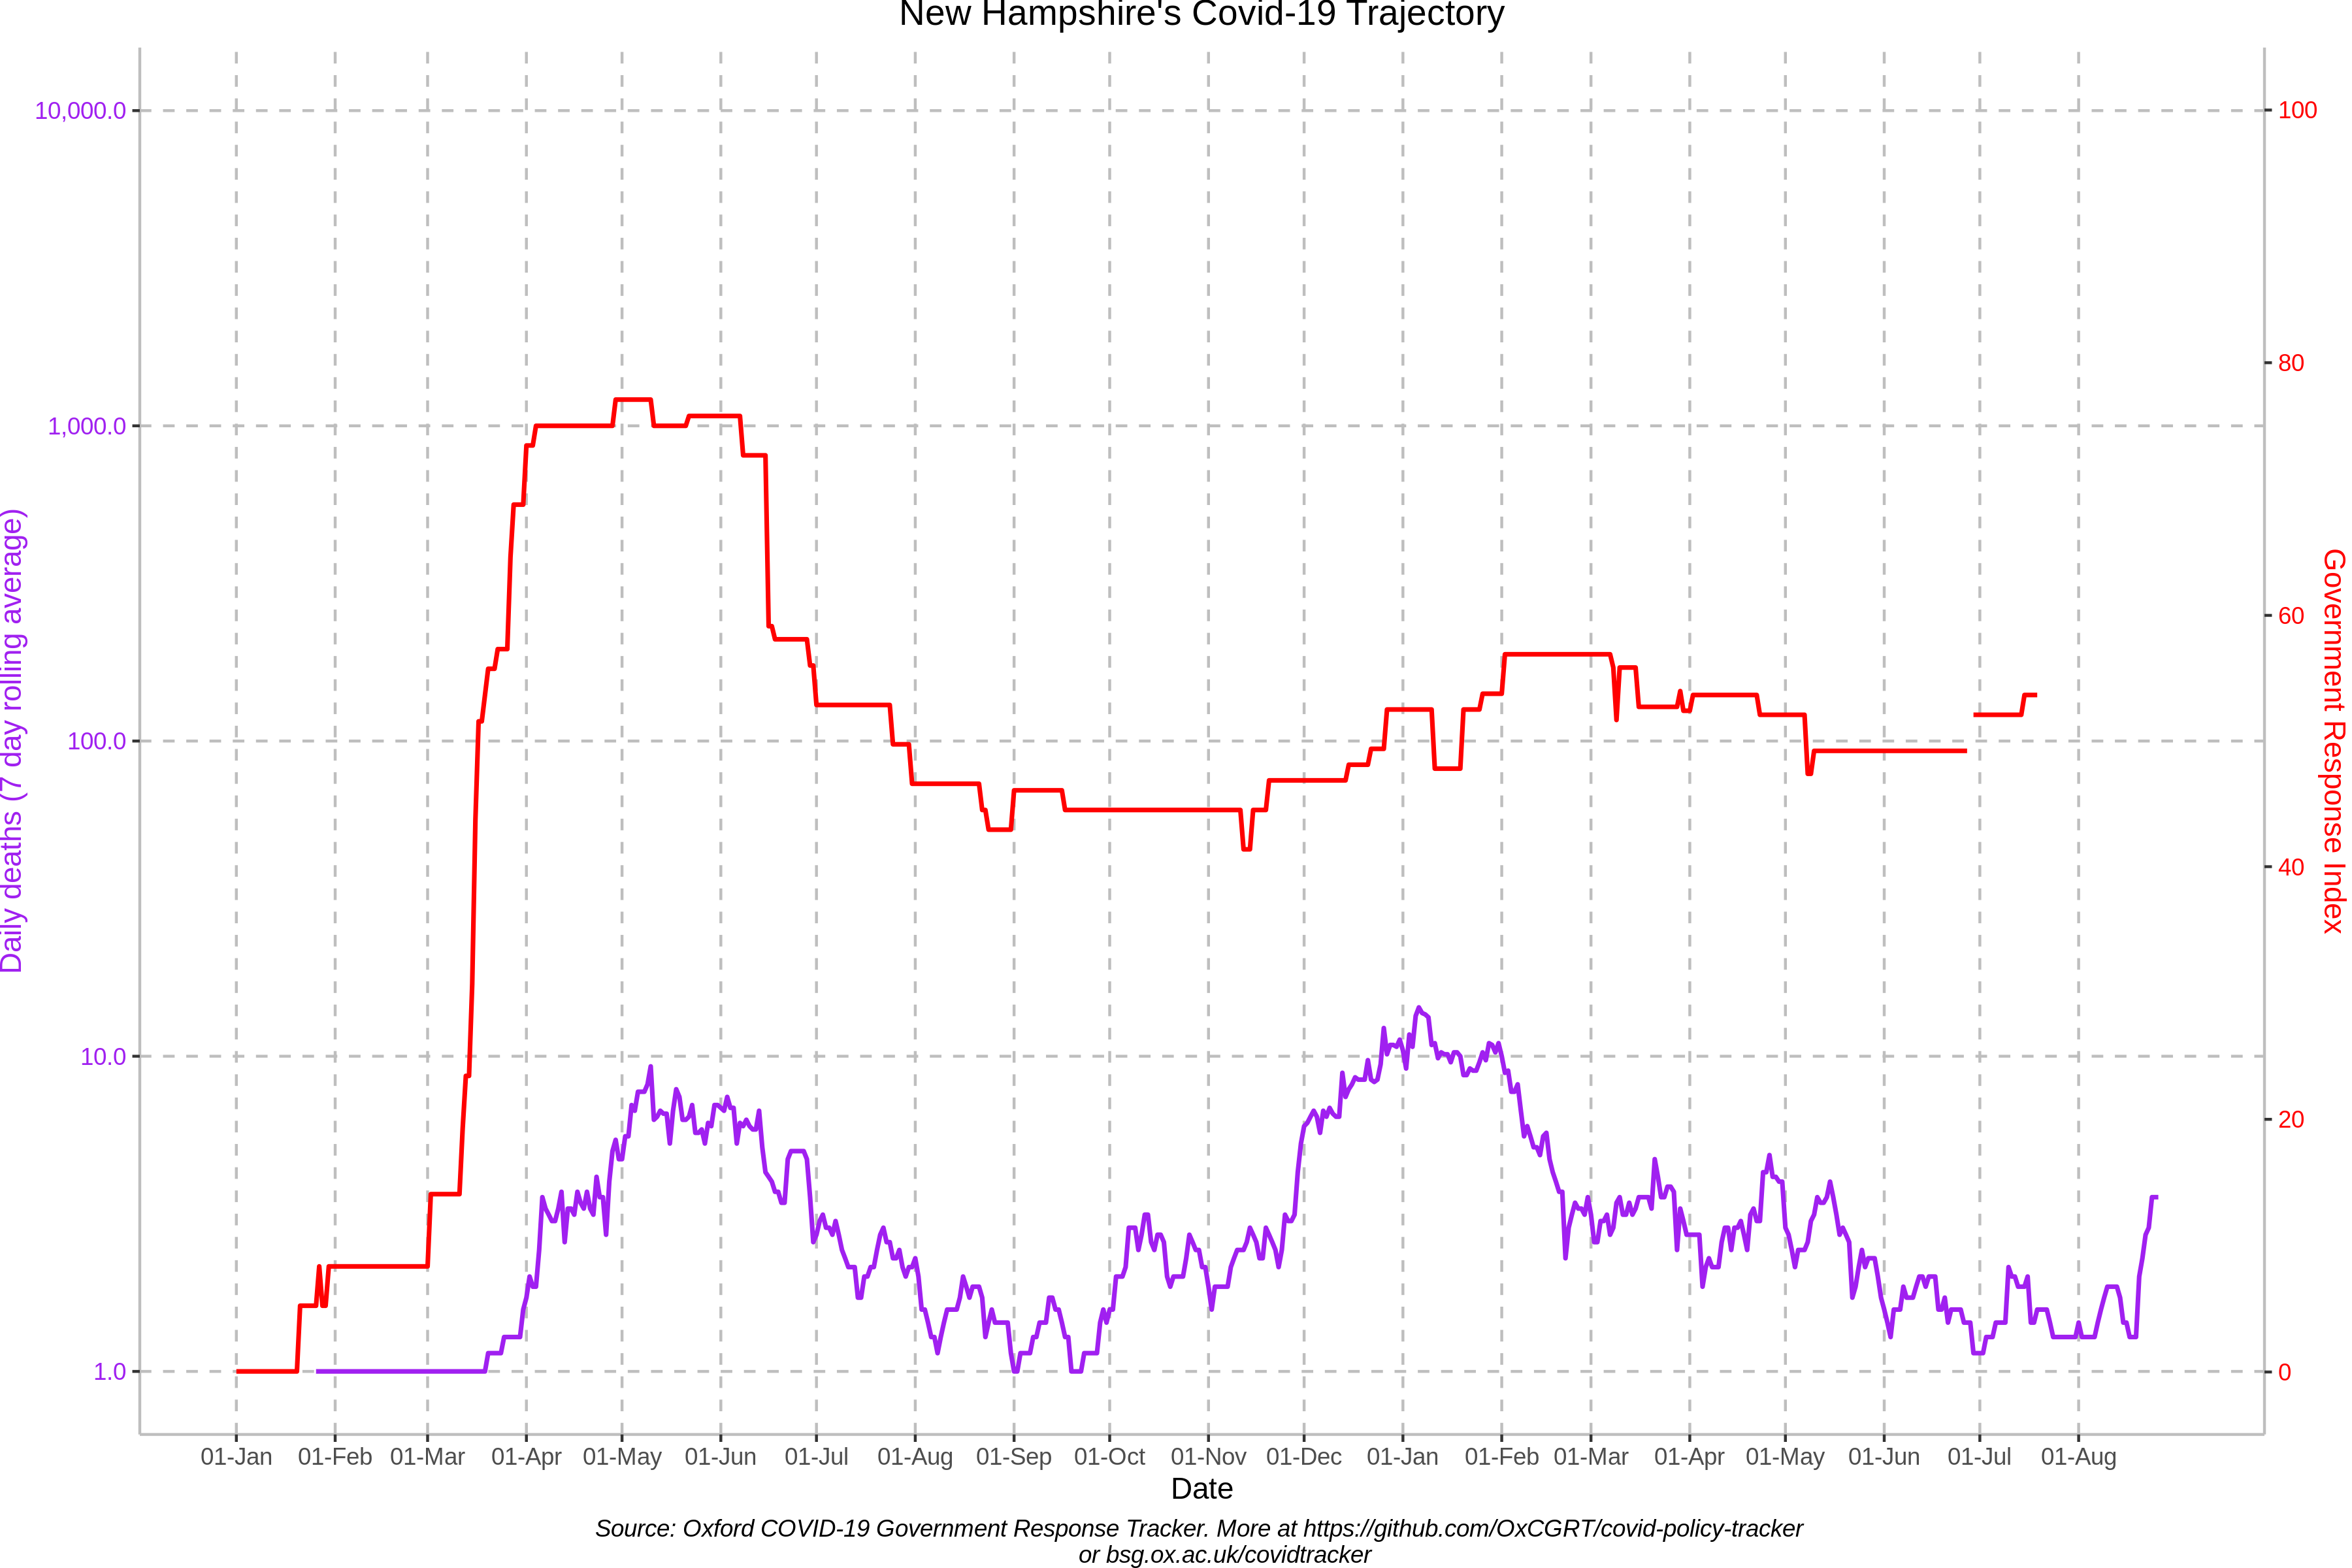 New Hampshire's Covid-19 Trajectory
10,000.0
1,000.0
100.0
10.0
1.0
Daily deaths (7 day rolling average)
100
80
60
40
20
0
Government Response Index
01-Jan 01-Feb 01-Mar 01-Apr 01-May 01-Jun 01-Jul 01-Aug 01-Sep 01-Oct 01-Nov 01-Dec 01-Jan 01-Feb 01-Mar 01-Apr 01-May 01-Jun 01-Jul 01-Aug
Date
Source: Oxford COVID-19 Government Response Tracker. More at https://github.com/OxCGRT/covid-policy-tracker
or bsg.ox.ac.uk/covidtracker